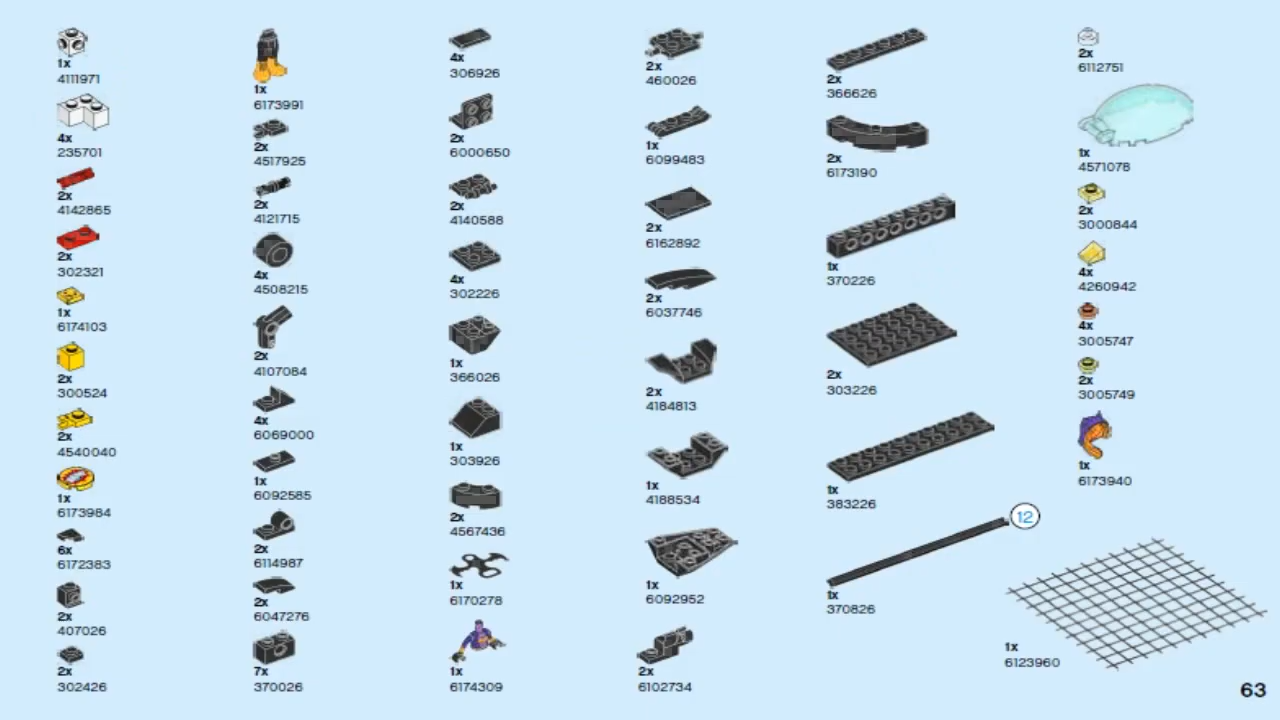 1x
4111971
4x
235701
2x
4142865
2x
302321
1x
6174103
2x
300524
2x
4540040
1x
6173984
6x
6172383
2x
407026
2x
302426
1x
6173991
2x
4517925
2x
4121715
4x
4508215
2x
4107084
4x
6069000
1x
6092585
2x
6114987
2x
6047276
7x
370026
4x
306926
2x
6000650
2x
4140588
4x
302226
1x
366026
1x
303926
2x
4567436
1x
6170278
1x
6174309
2x
460026
1x
6099483
2x
6162892
2x
6037746
2x
4184813
1x
4188534
1x
6092952
2x
6102734
2x
366626
2x
6173190
1x
370226
2x
303226
1x
383226
12
1x
370826
2x
6112751
1x
4571078
2x
3000844
4x
4260942
4x
3005747
2x
3005749
1x
6173940
1x
6123960
63